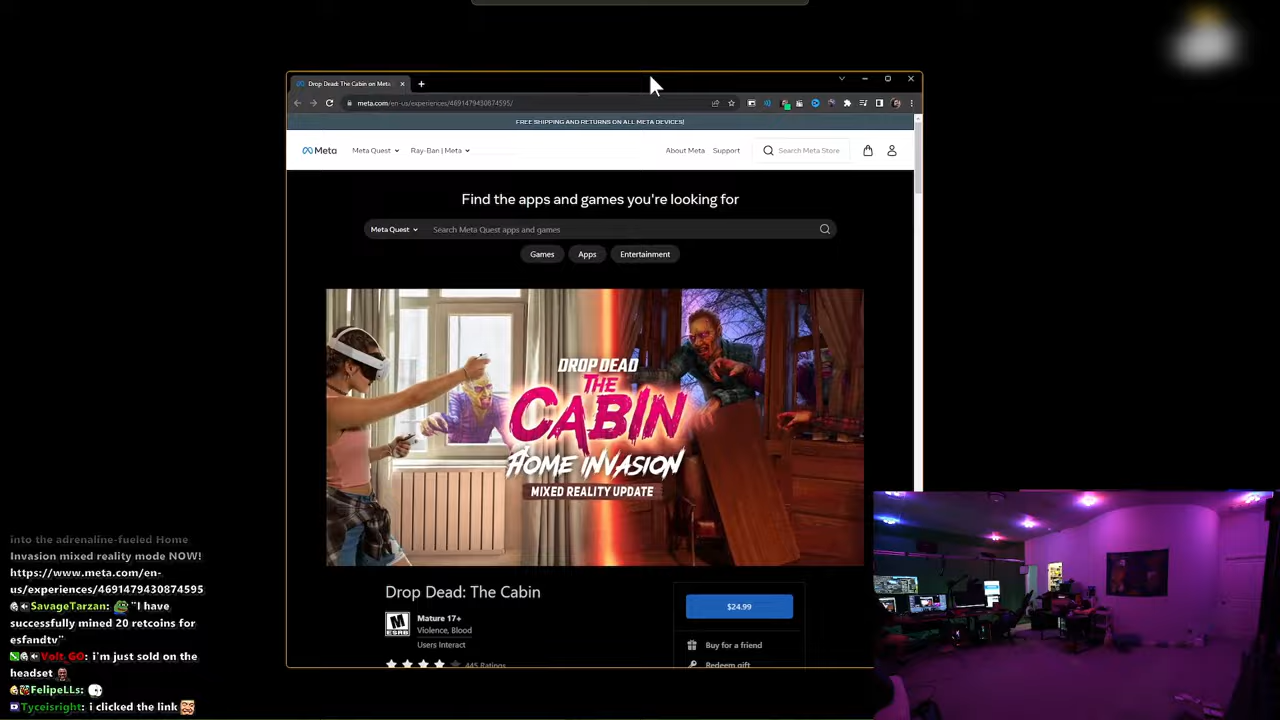 Drop Dead: The Cabin on Meta
meta.com/en-us/experiences/4691479430874595/
FREE SHIPPING AND RETURNS ON ALL META DEVICES!
Meta
Meta Quest
Ray-Ban | Meta
About Meta
Support
Search Meta Store
Find the apps and games you're looking for
Meta Quest
Search Meta Quest apps and games
Games
Apps
Entertainment
DROP DEAD
THE
CABIN
HOME INVASION
MIXED REALITY UPDATE
Drop Dead: The Cabin
M
ESRB
Mature 17+
Violence, Blood
Users Interact
445 Ratings
$24.99
Buy for a friend
Redeem gift
into the adrenaline-fueled Home
Invasion mixed reality mode NOW!
https://www.meta.com/en-
us/experiences/4691479430874595
SavageTarzan: "I have
successfully mined 20 retcoins for
esfandtv"
Volt_GO: i'm just sold on the
headset
FelipeLLs:
Tyceisright: i clicked the link